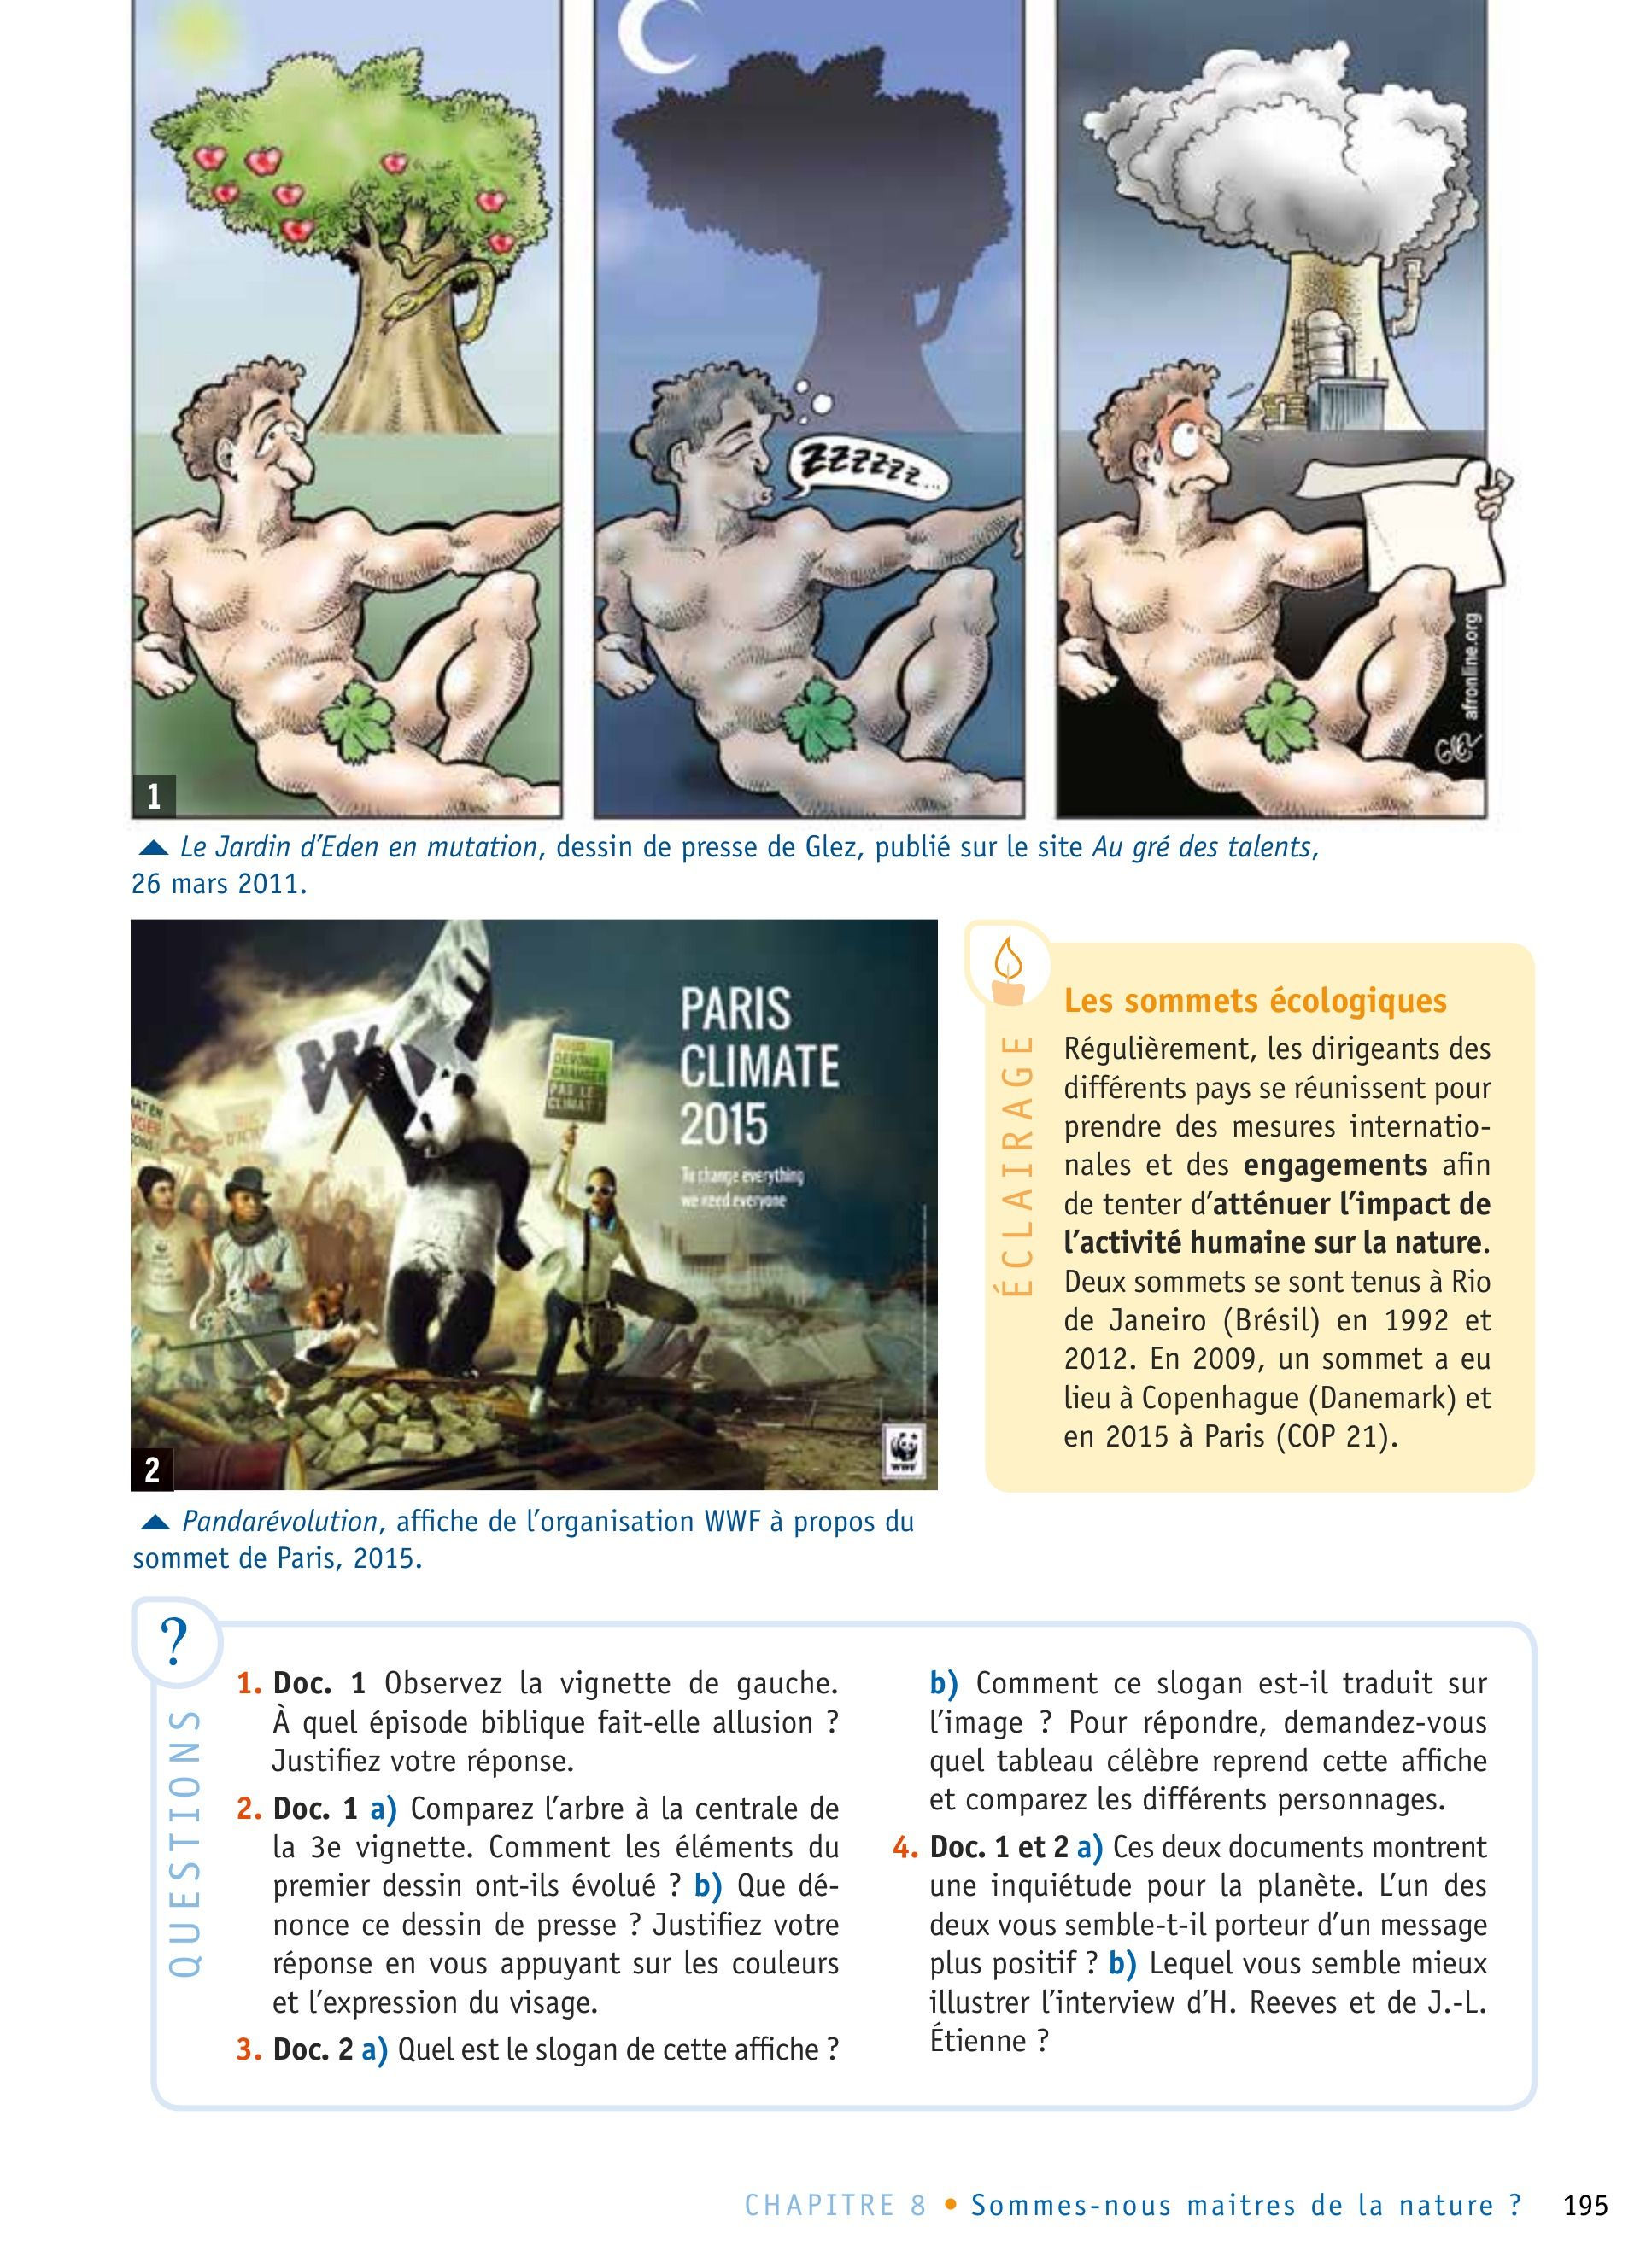 ZZZZZZ...
afronline.org
GLEZ
1
Le Jardin d’Eden en mutation, dessin de presse de Glez, publié sur le site Au gré des talents,
26 mars 2011.
PARIS
CLIMATE
2015
To change everything
we need everyone
DEVONS
CHANGER
PAS LE
CLIMAT !
WWF
2
Pandarévolution, affiche de l’organisation WWF à propos du
sommet de Paris, 2015.
ÉCLAIRAGE
Les sommets écologiques
Régulièrement, les dirigeants des
différents pays se réunissent pour
prendre des mesures internatio-
nales et des engagements afin
de tenter d’atténuer l’impact de
l’activité humaine sur la nature.
Deux sommets se sont tenus à Rio
de Janeiro (Brésil) en 1992 et
2012. En 2009, un sommet a eu
lieu à Copenhague (Danemark) et
en 2015 à Paris (COP 21).
?
QUESTIONS
1. Doc. 1 Observez la vignette de gauche.
À quel épisode biblique fait-elle allusion ?
Justifiez votre réponse.
2. Doc. 1 a) Comparez l’arbre à la centrale de
la 3e vignette. Comment les éléments du
premier dessin ont-ils évolué ? b) Que dé-
nonce ce dessin de presse ? Justifiez votre
réponse en vous appuyant sur les couleurs
et l’expression du visage.
3. Doc. 2 a) Quel est le slogan de cette affiche ?
b) Comment ce slogan est-il traduit sur
l’image ? Pour répondre, demandez-vous
quel tableau célèbre reprend cette affiche
et comparez les différents personnages.
4. Doc. 1 et 2 a) Ces deux documents montrent
une inquiétude pour la planète. L’un des
deux vous semble-t-il porteur d’un message
plus positif ? b) Lequel vous semble mieux
illustrer l’interview d’H. Reeves et de J.-L.
Étienne ?
CHAPITRE 8 • Sommes-nous maitres de la nature ? 195